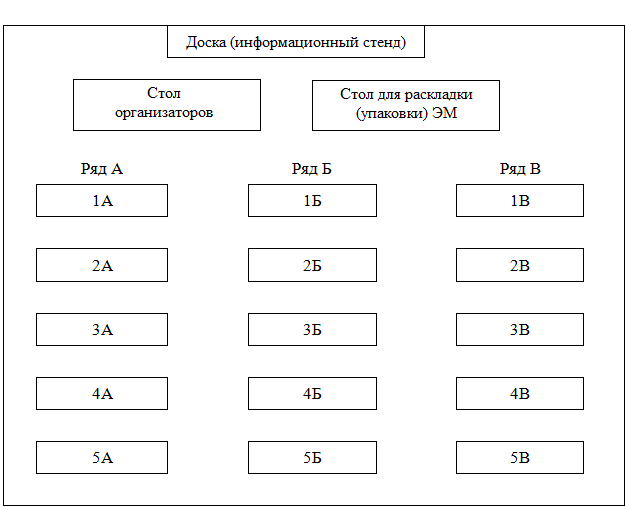 Доска (информационный стенд)
Стол
организаторов
Стол для раскладки
(упаковки) ЭМ
Ряд А
Ряд Б
Ряд В
1А
1Б
1В
2А
2Б
2В
3А
3Б
3В
4А
4Б
4В
5А
5Б
5В